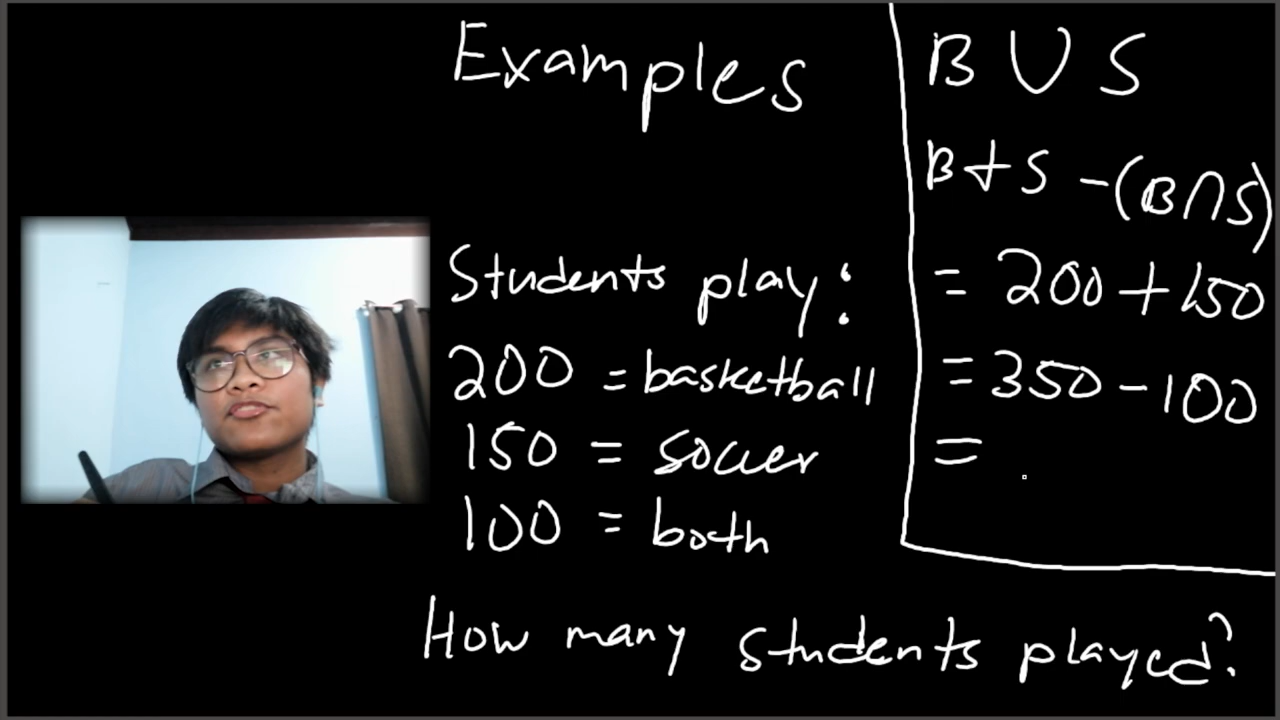 Examples
Students play:
200 = basketball
150 = soccer
100 = both
How many students played?
B ∪ S
B+S -(B∩S)
= 200+150
=350-100
=